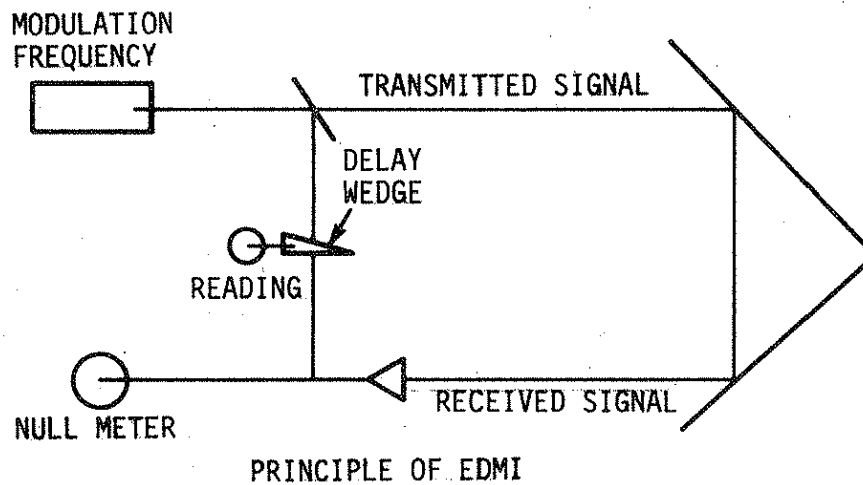 MODULATION
FREQUENCY
TRANSMITTED SIGNAL
DELAY
WEDGE
READING
RECEIVED SIGNAL
NULL METER
PRINCIPLE OF EDMI